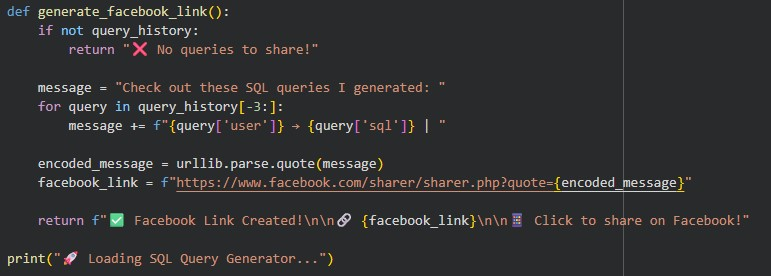 def generate_facebook_link():
    if not query_history:
        return "❌ No queries to share!"

    message = "Check out these SQL queries I generated: "
    for query in query_history[-3:]:
        message += f"{query['user']} → {query['sql']} | "

    encoded_message = urllib.parse.quote(message)
    facebook_link = f"https://www.facebook.com/sharer/sharer.php?quote={encoded_message}"

    return f"✅ Facebook Link Created!\n\n🔗 {facebook_link}\n\n📱 Click to share on Facebook!"

print("🚀 Loading SQL Query Generator...")